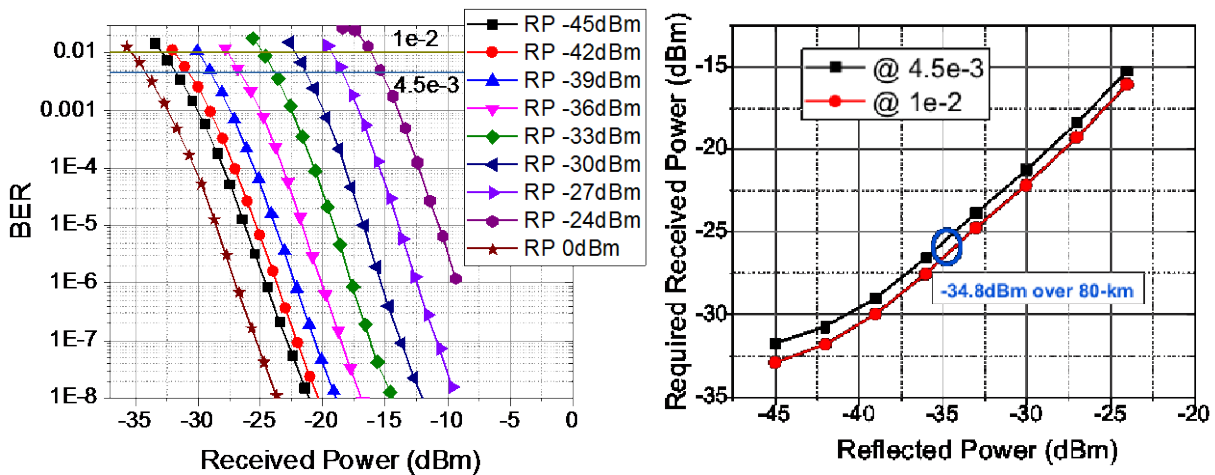 BER
0.01
0.001
1E-4
1E-5
1E-6
1E-7
1E-8
-35
-30
-25
-20
-15
-10
-5
0
Received Power (dBm)
1e-2
4.5e-3
RP -45dBm
RP -42dBm
RP -39dBm
RP -36dBm
RP -33dBm
RP -30dBm
RP -27dBm
RP -24dBm
RP 0dBm
Required Received Power (dBm)
-15
-20
-25
-30
-35
-45
-40
-35
-30
-25
-20
Reflected Power (dBm)
@ 4.5e-3
@ 1e-2
-34.8dBm over 80-km